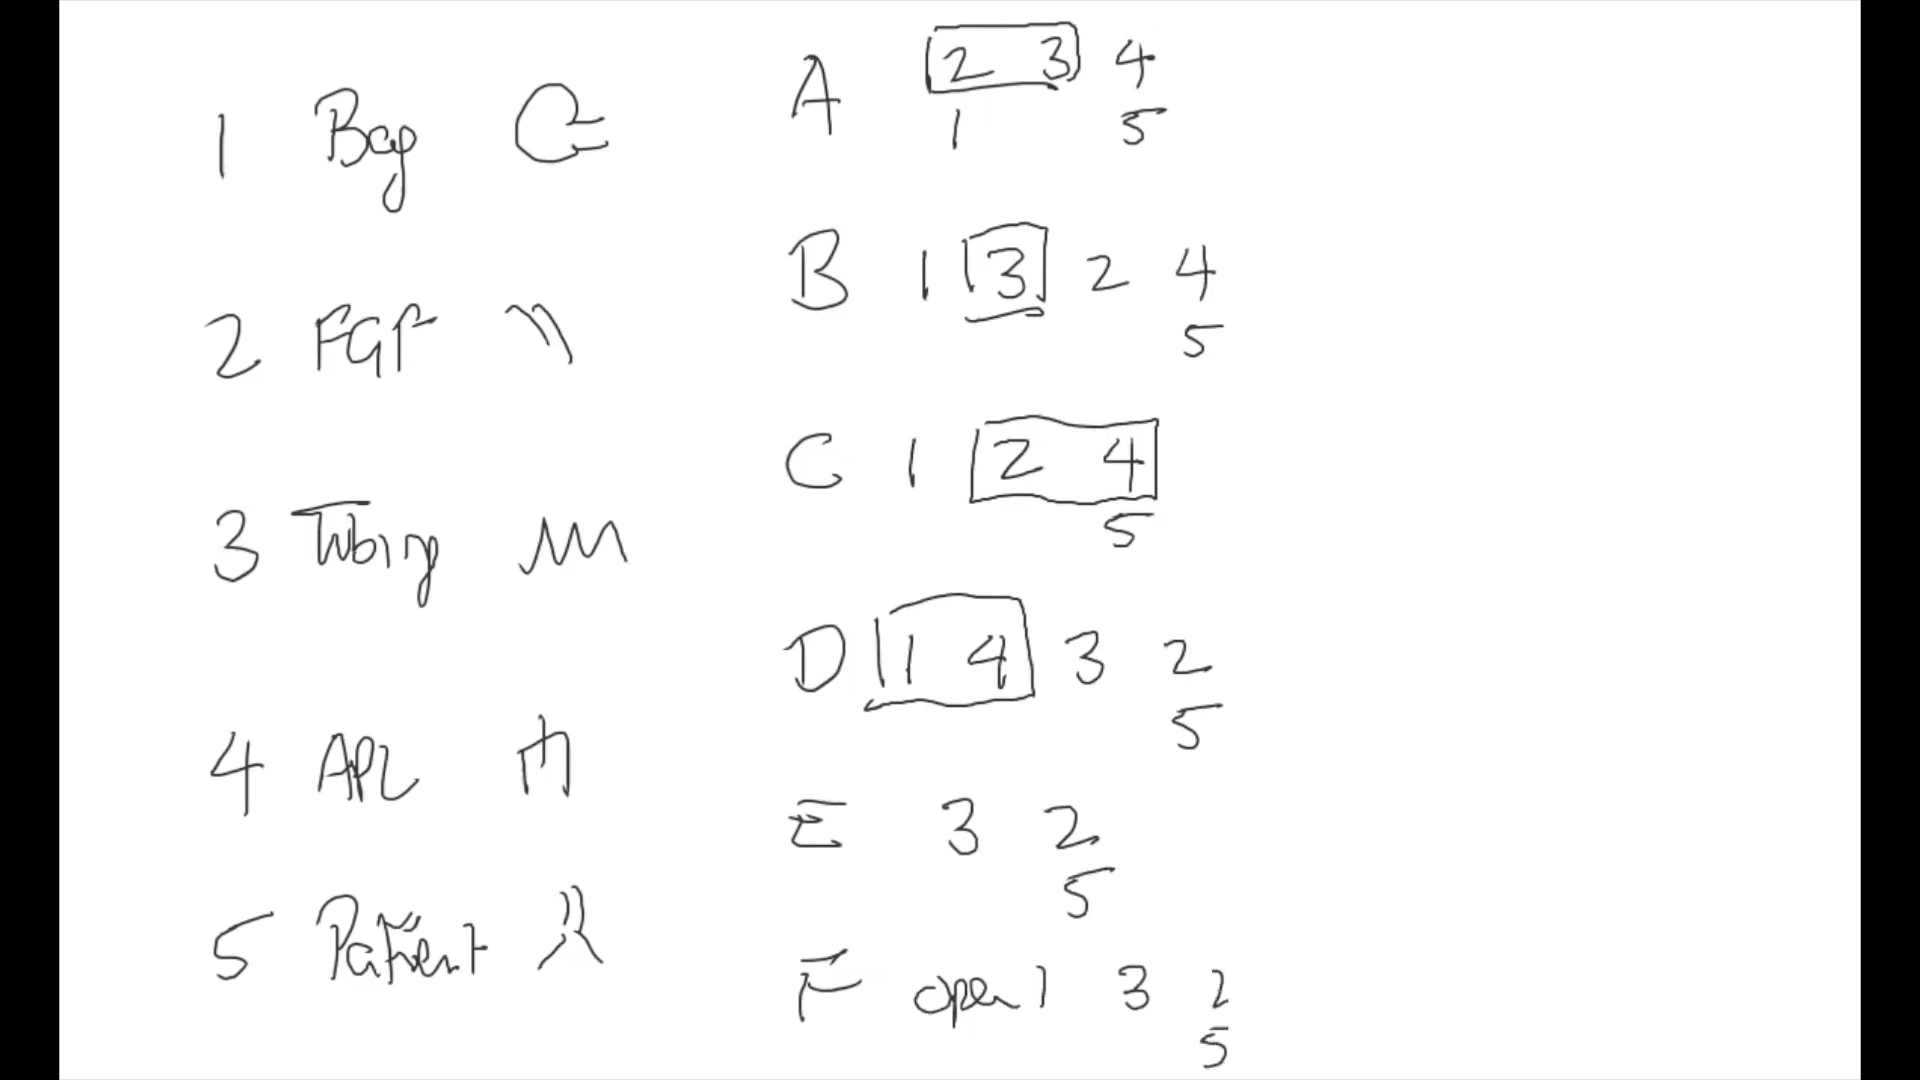 1 Bag
2 FGF
3 Tubing
4 APL
5 Patient
A 2 3 4
1 5
B 1 3 2 4
5
C 1 2 4
5
D 1 4 3 2
5
E 3 2
5
F open 1 3 2
5